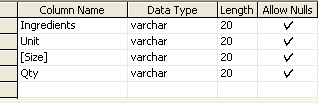 Column Name Data Type Length Allow Nulls
Ingredients varchar 20 ✓
Unit varchar 20 ✓
[Size] varchar 20 ✓
Qty varchar 20 ✓